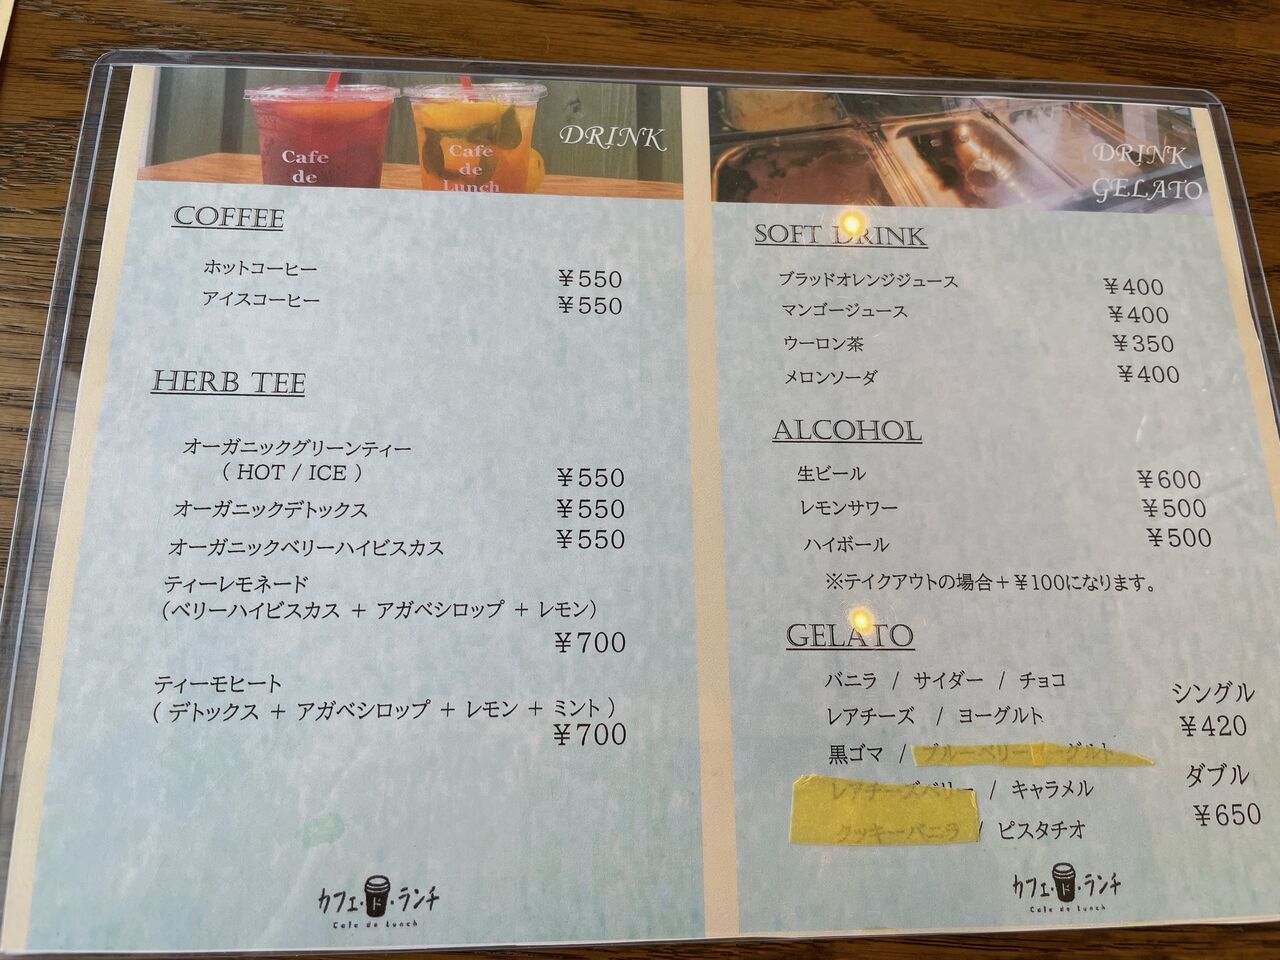 Cafe
de
Cafe
de
Lunch
DRINK
COFFEE
ホットコーヒー ¥550
アイスコーヒー ¥550
HERB TEE
オーガニックグリーンティー
( HOT / ICE ) ¥550
オーガニックデトックス ¥550
オーガニックベリーハイビスカス ¥550
ティーレモネード
(ベリーハイビスカス + アガベシロップ + レモン)
¥700
ティーモヒート
( デトックス + アガベシロップ + レモン + ミント )
¥700
カフェ・ド・ランチ
Cafe de Lunch
DRINK
GELATO
SOFT DRINK
ブラッドオレンジジュース ¥400
マンゴージュース ¥400
ウーロン茶 ¥350
メロンソーダ ¥400
ALCOHOL
生ビール ¥600
レモンサワー ¥500
ハイボール ¥500
※テイクアウトの場合+¥100になります。
GELATO
バニラ / サイダー / チョコ
レアチーズ / ヨーグルト
黒ゴマ / ブルーベリーヨーグルト
レアチーズベリー / キャラメル
クッキーバニラ / ピスタチオ
シングル
¥420
ダブル
¥650
カフェ・ド・ランチ
Cafe de Lunch